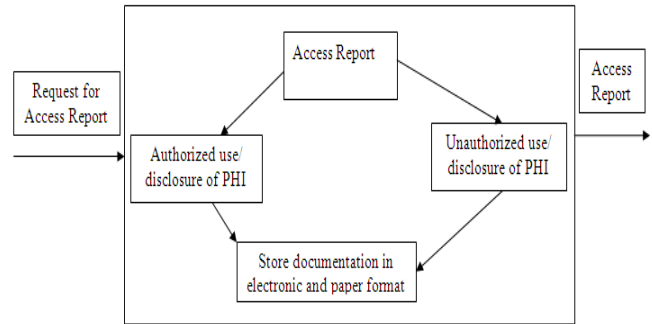 Access Report
Request for
Access Report
Access
Report
Authorized use/
disclosure of PHI
Unauthorized use/
disclosure of PHI
Store documentation in
electronic and paper format